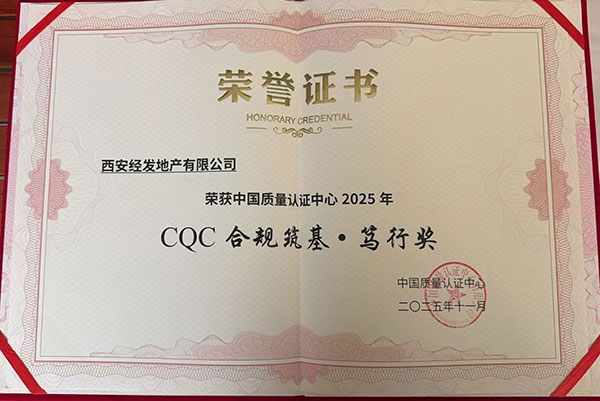 荣誉证书
HONORARY CREDENTIAL
西安经发地产有限公司
荣获中国质量认证中心 2025 年
CQC 合规筑基·笃行奖
中国质量认证中心
二〇二五年十一月